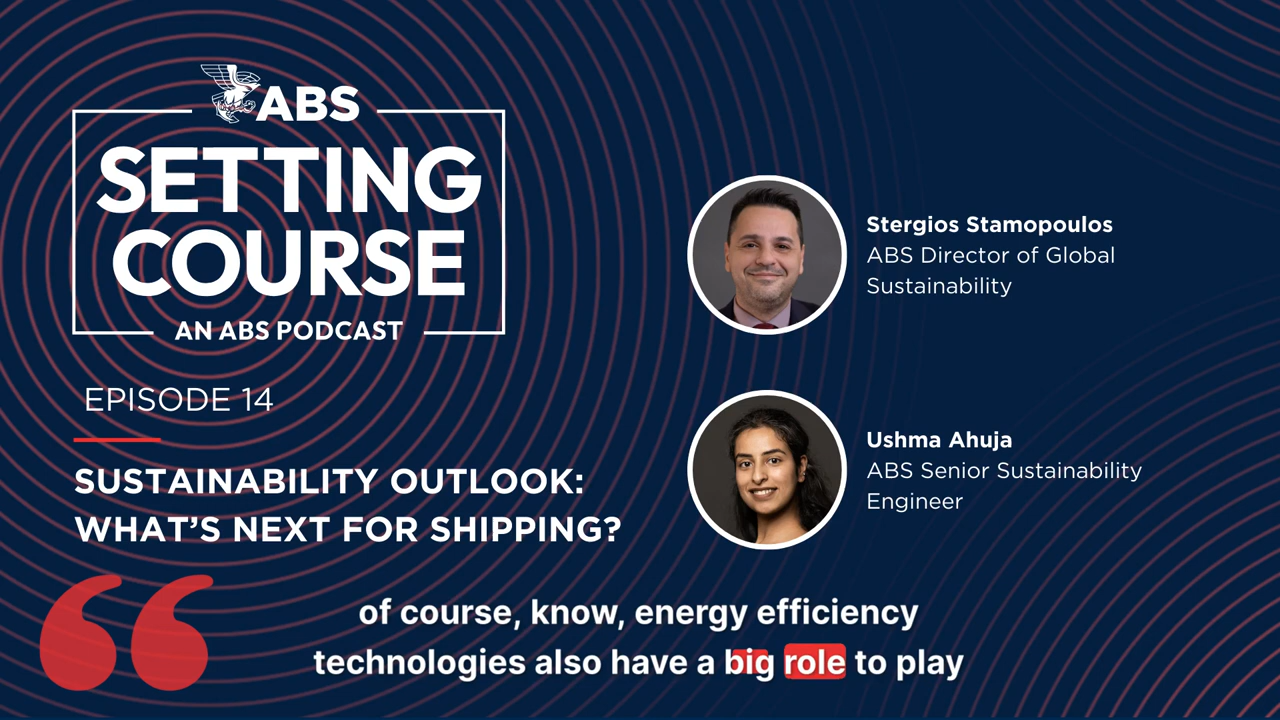 ABS
SETTING
COURSE
AN ABS PODCAST
EPISODE 14
SUSTAINABILITY OUTLOOK:
WHAT'S NEXT FOR SHIPPING?
Stergios Stamopoulos
ABS Director of Global
Sustainability
Ushma Ahuja
ABS Senior Sustainability
Engineer
of course, know, energy efficiency
technologies also have a big role to play